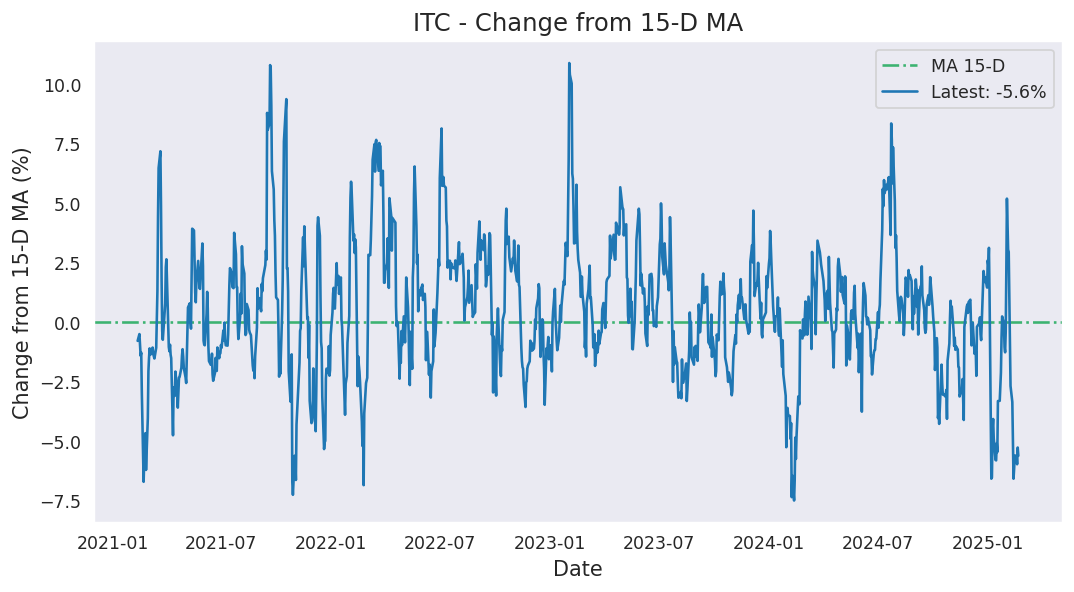 ITC - Change from 15-D MA
MA 15-D
Latest: -5.6%
Change from 15-D MA (%)
10.0
7.5
5.0
2.5
0.0
−2.5
−5.0
−7.5
2021-01 2021-07 2022-01 2022-07 2023-01 2023-07 2024-01 2024-07 2025-01
Date